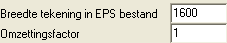 Breedte tekening in EPS bestand 1600
Omzettingsfactor 1